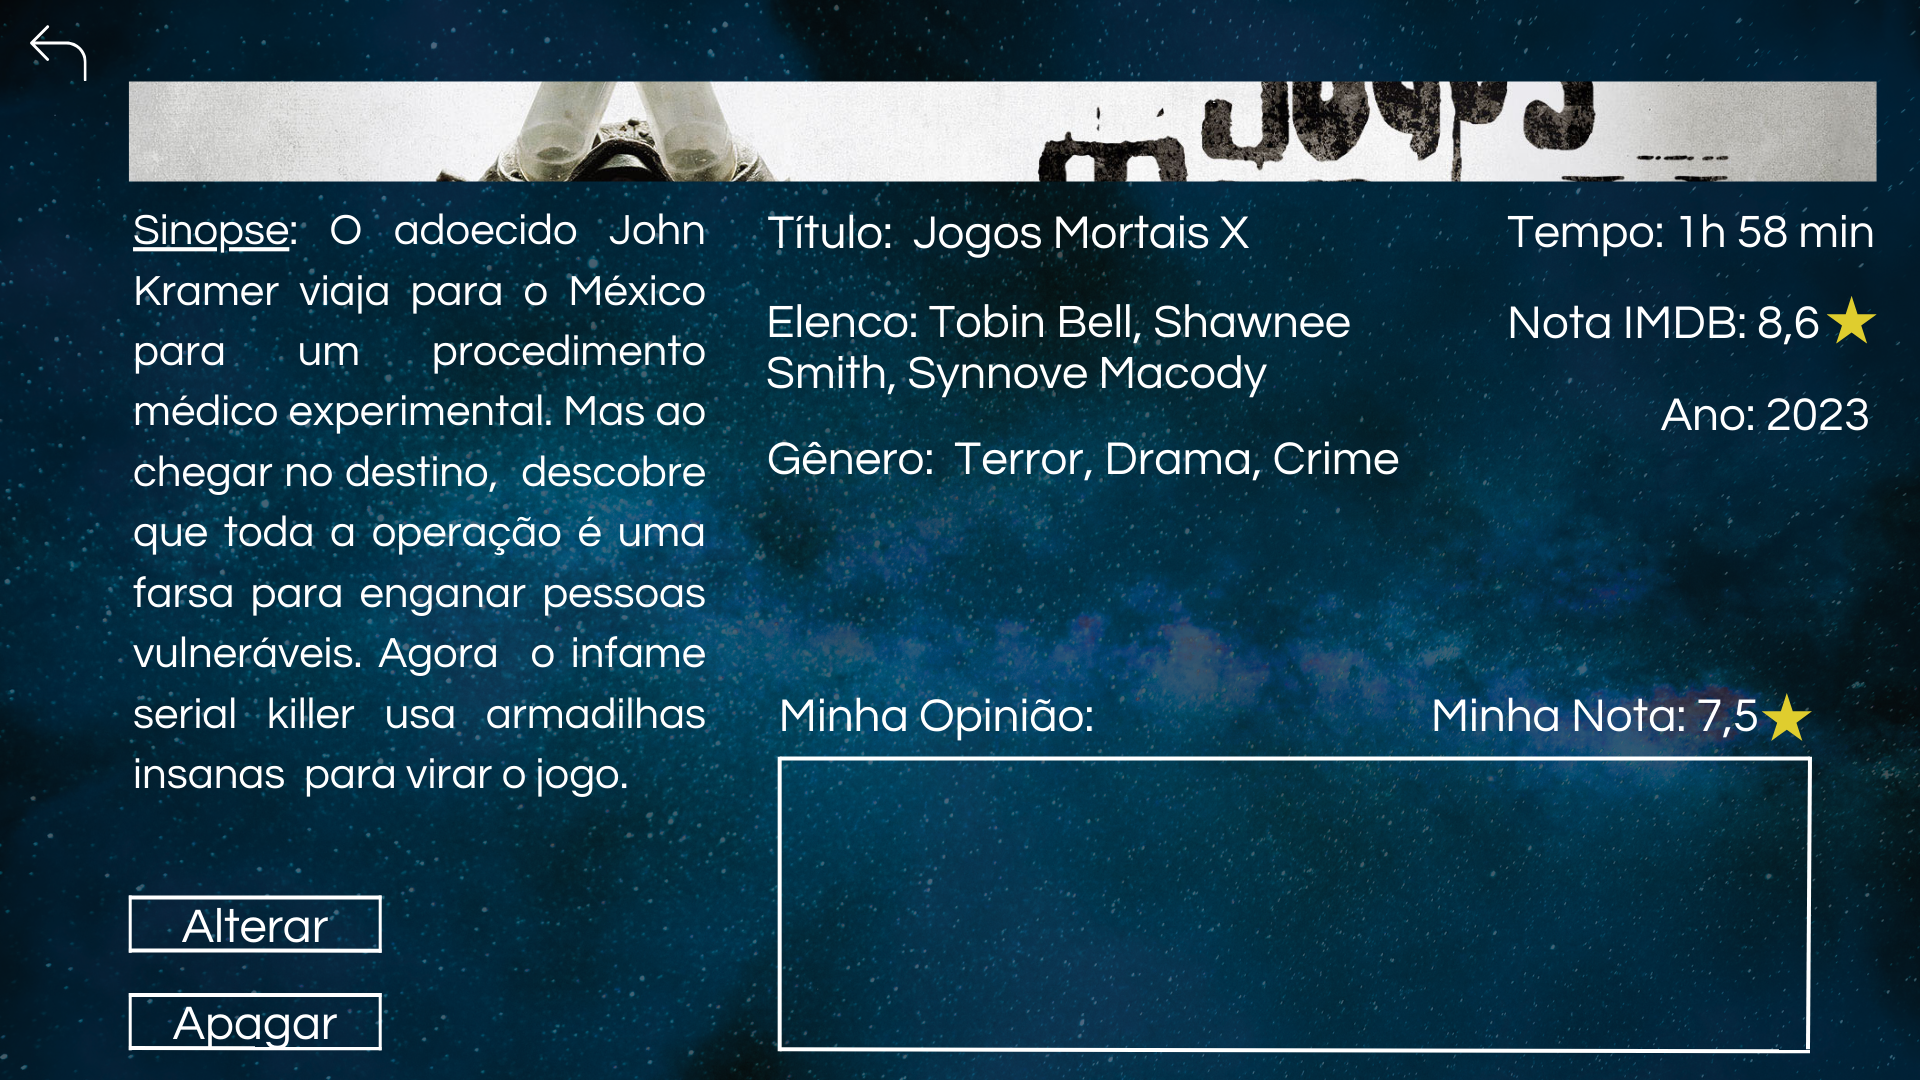 Jogos
Sinopse: O adoecido John
Kramer viaja para o México
para um procedimento
médico experimental. Mas ao
chegar no destino, descobre
que toda a operação é uma
farsa para enganar pessoas
vulneráveis. Agora o infame
serial killer usa armadilhas
insanas para virar o jogo.
Título: Jogos Mortais X
Elenco: Tobin Bell, Shawnee
Smith, Synnove Macody
Gênero: Terror, Drama, Crime
Tempo: 1h 58 min
Nota IMDB: 8,6
Ano: 2023
Minha Opinião:
Minha Nota: 7,5
Alterar
Apagar